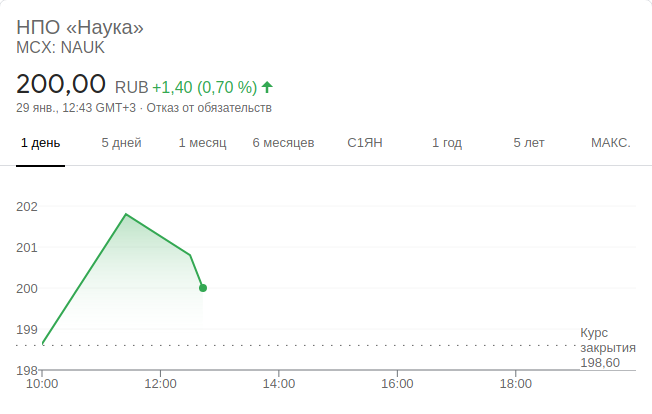 НПО «Наука»
MCX: NAUK
200,00 RUB +1,40 (0,70 %)
29 янв., 12:43 GMT+3 · Отказ от обязательств
1 день 5 дней 1 месяц 6 месяцев С1ЯН 1 год 5 лет МАКС.
202
201
200
199
Курс
закрытия
198,60
198
10:00 12:00 14:00 16:00 18:00